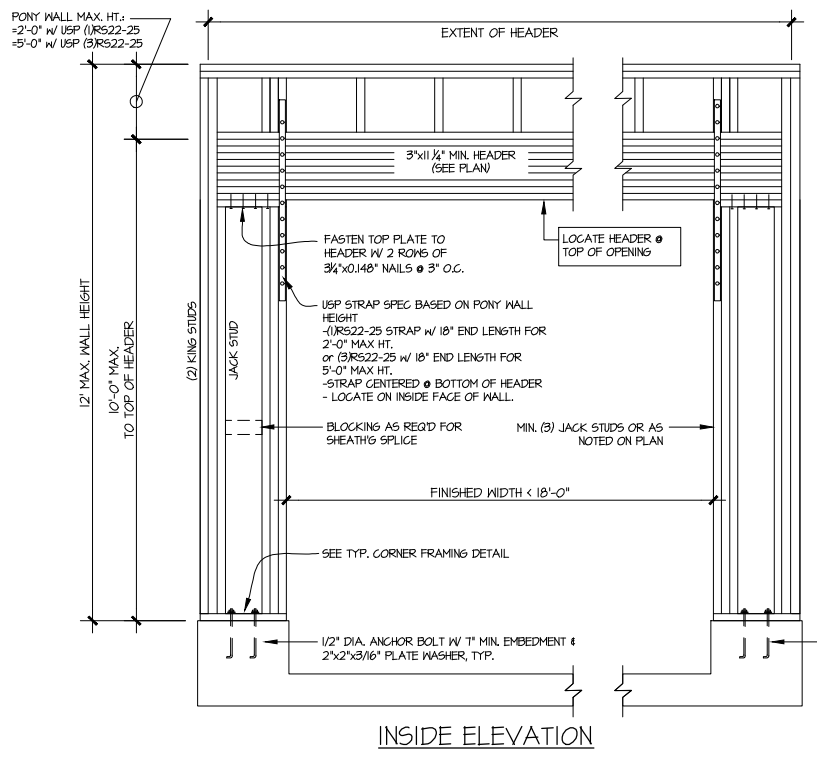 PONY WALL MAX. HT.:
=2'-0" W/ USP (1)RS22-25
=5'-0" W/ USP (3)RS22-25
EXTENT OF HEADER
3"x11 1/4" MIN. HEADER
(SEE PLAN)
FASTEN TOP PLATE TO
HEADER W/ 2 ROWS OF
3 1/4"x0.148" NAILS @ 3" O.C.
LOCATE HEADER @
TOP OF OPENING
USP STRAP SPEC BASED ON PONY WALL
HEIGHT
-(1)RS22-25 STRAP W/ 18" END LENGTH FOR
2'-0" MAX HT.
or (3)RS22-25 W/ 18" END LENGTH FOR
5'-0" MAX HT.
-STRAP CENTERED @ BOTTOM OF HEADER
- LOCATE ON INSIDE FACE OF WALL.
12' MAX. WALL HEIGHT
10'-0" MAX.
TO TOP OF HEADER
(2) KING STUDS
JACK STUD
BLOCKING AS REQ'D FOR
SHEATH'G SPLICE
MIN. (3) JACK STUDS OR AS
NOTED ON PLAN
FINISHED WIDTH < 18'-0"
SEE TYP. CORNER FRAMING DETAIL
1/2" DIA. ANCHOR BOLT W/ 7" MIN. EMBEDMENT &
2"x2"x3/16" PLATE WASHER, TYP.
INSIDE ELEVATION